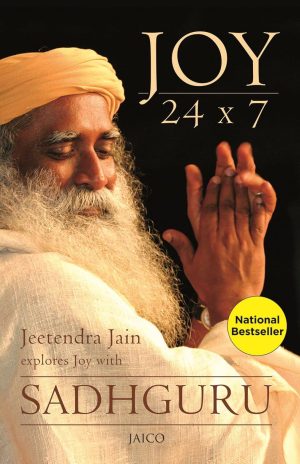 JOY
24 x 7
National
Bestseller
Jeetendra Jain
explores Joy with
SADHGURU
JAICO